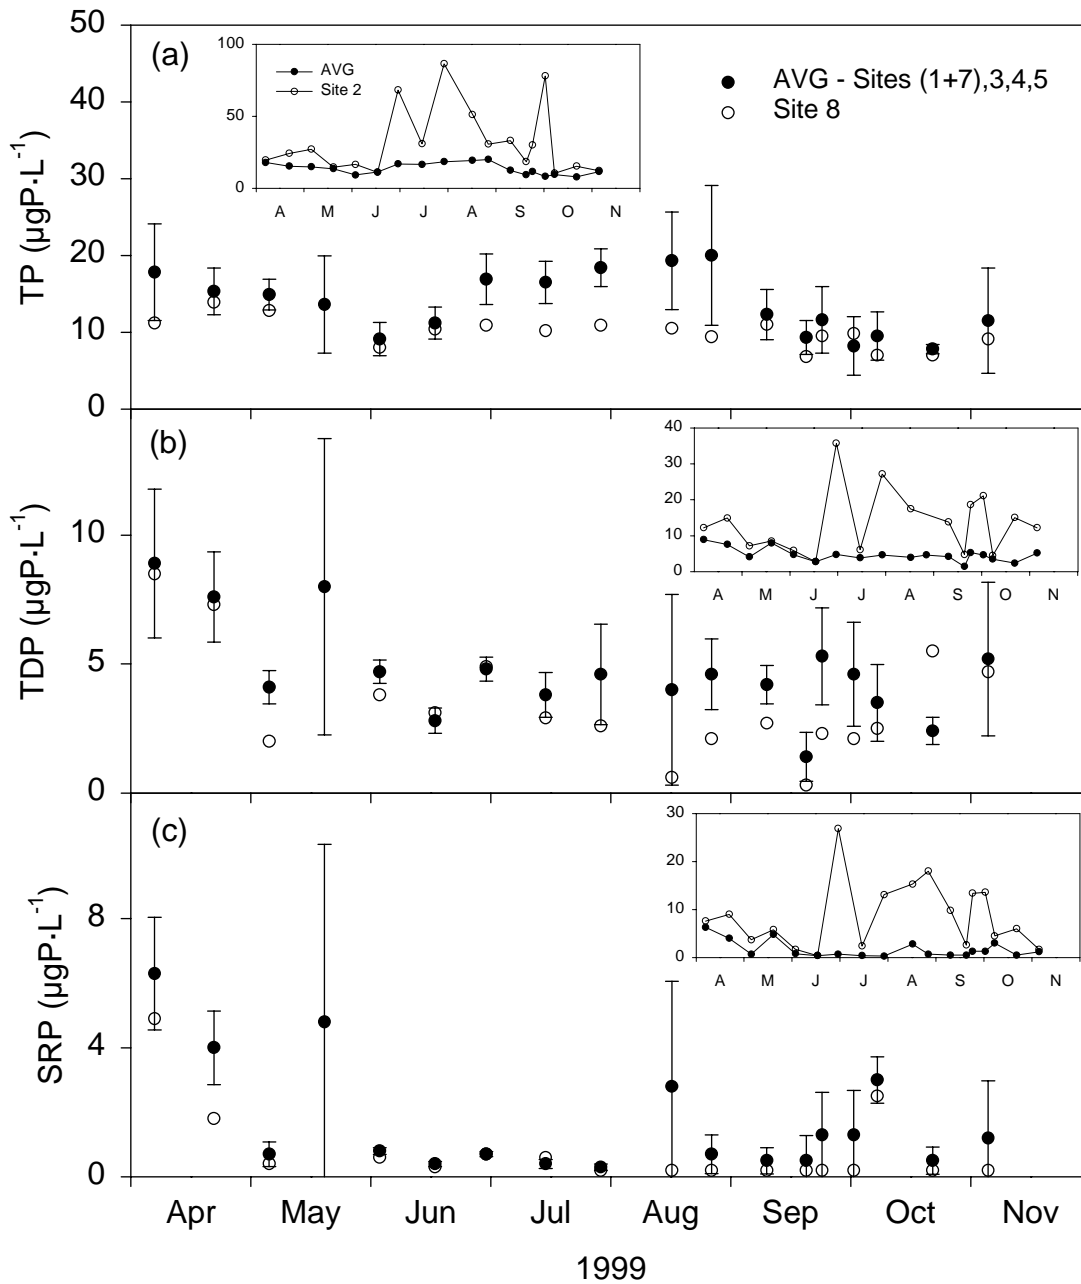 (a)
TP (µgP·L⁻¹)
50
40
30
20
10
0
100
50
0
AVG
Site 2
A M J J A S O N
AVG - Sites (1+7),3,4,5
Site 8
(b)
TDP (µgP·L⁻¹)
10
5
0
40
30
20
10
0
A M J J A S O N
(c)
SRP (µgP·L⁻¹)
8
4
0
30
20
10
0
A M J J A S O N
Apr May Jun Jul Aug Sep Oct Nov
1999